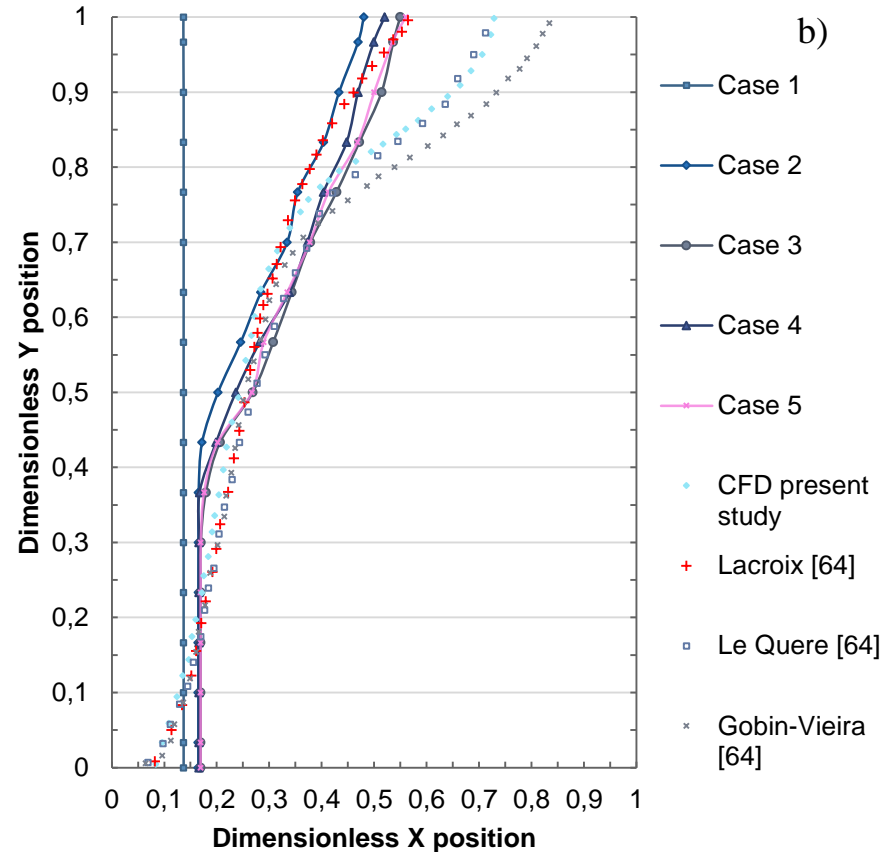 b)
1
0,9
0,8
0,7
0,6
0,5
0,4
0,3
0,2
0,1
0
Dimensionless Y position
0 0,1 0,2 0,3 0,4 0,5 0,6 0,7 0,8 0,9 1
Dimensionless X position
Case 1
Case 2
Case 3
Case 4
Case 5
CFD present
study
Lacroix [64]
Le Quere [64]
Gobin-Vieira
[64]